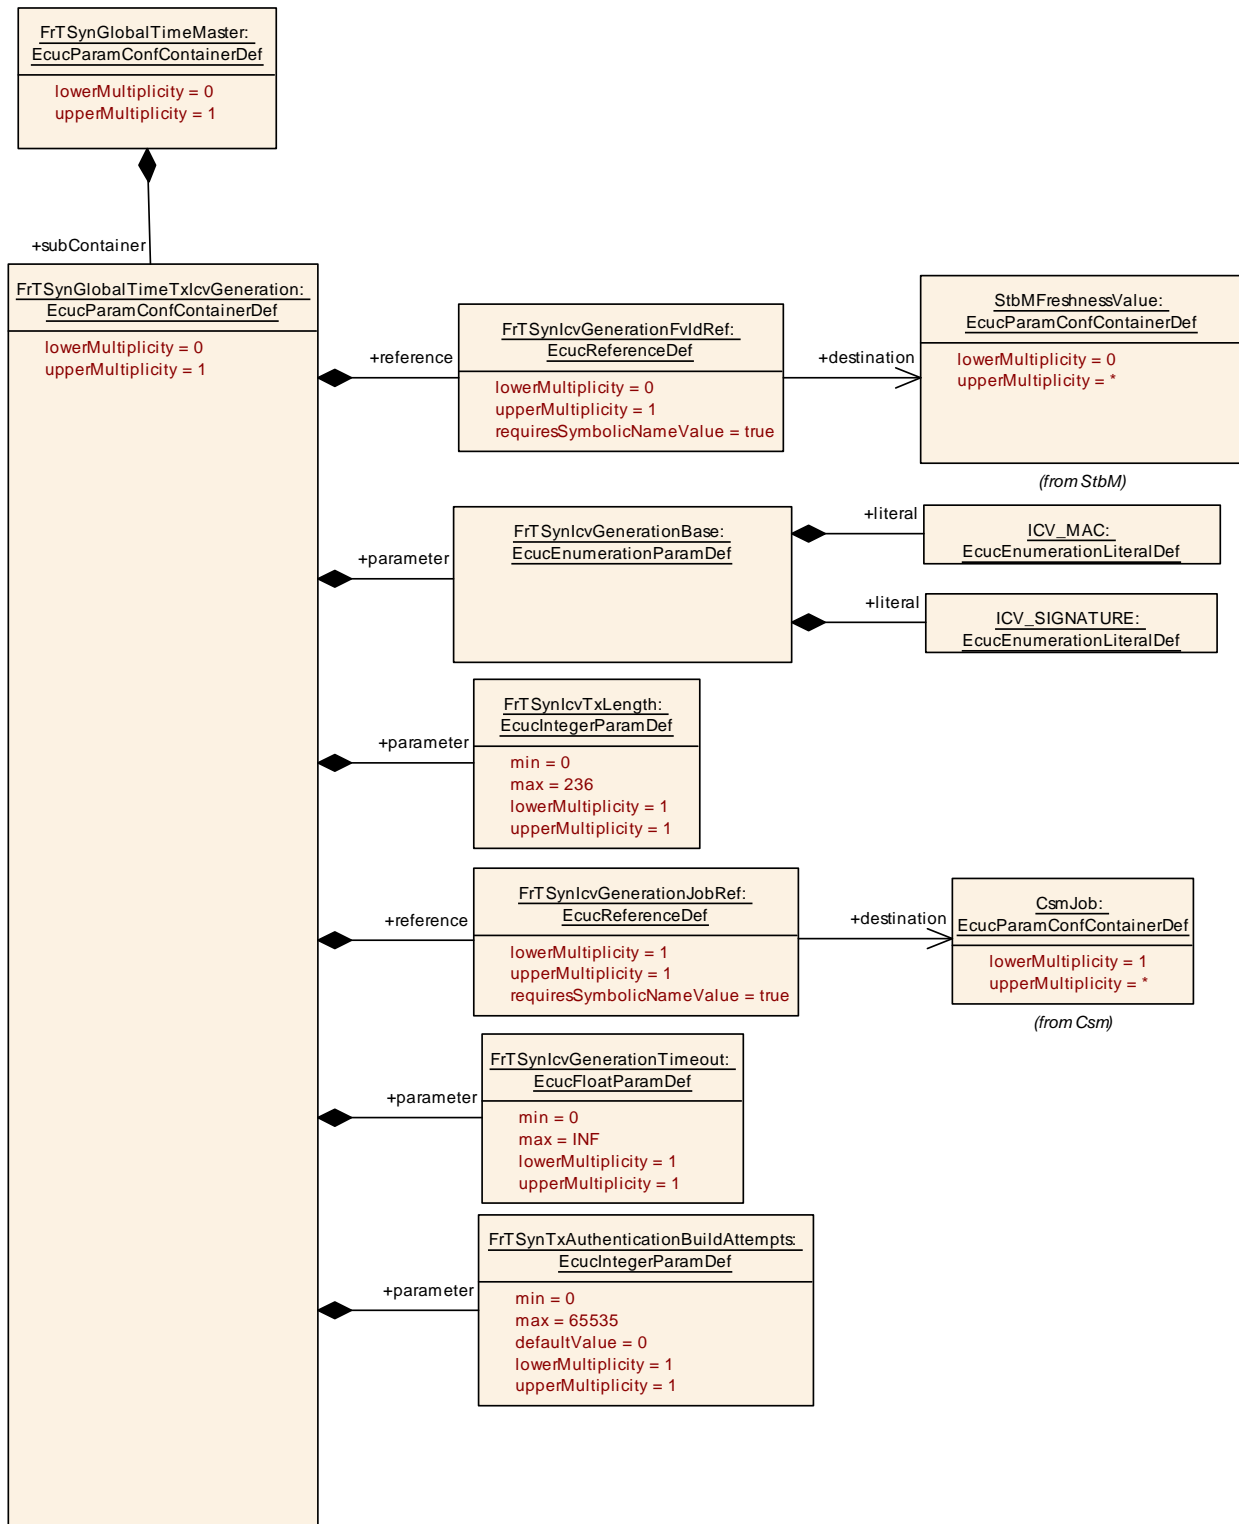 FrTSynGlobalTimeMaster:
EcucParamConfContainerDef
lowerMultiplicity = 0
upperMultiplicity = 1
+subContainer
FrTSynGlobalTimeTxIcvGeneration:
EcucParamConfContainerDef
lowerMultiplicity = 0
upperMultiplicity = 1
+reference
FrTSynIcvGenerationFvIdRef:
EcucReferenceDef
lowerMultiplicity = 0
upperMultiplicity = 1
requiresSymbolicNameValue = true
+destination
StbMFreshnessValue:
EcucParamConfContainerDef
lowerMultiplicity = 0
upperMultiplicity = *
(from StbM)
+parameter
FrTSynIcvGenerationBase:
EcucEnumerationParamDef
+literal
ICV_MAC:
EcucEnumerationLiteralDef
+literal
ICV_SIGNATURE:
EcucEnumerationLiteralDef
+parameter
FrTSynIcvTxLength:
EcucIntegerParamDef
min = 0
max = 236
lowerMultiplicity = 1
upperMultiplicity = 1
+reference
FrTSynIcvGenerationJobRef:
EcucReferenceDef
lowerMultiplicity = 1
upperMultiplicity = 1
requiresSymbolicNameValue = true
+destination
CsmJob:
EcucParamConfContainerDef
lowerMultiplicity = 1
upperMultiplicity = *
(from Csm)
+parameter
FrTSynIcvGenerationTimeout:
EcucFloatParamDef
min = 0
max = INF
lowerMultiplicity = 1
upperMultiplicity = 1
+parameter
FrTSynTxAuthenticationBuildAttempts:
EcucIntegerParamDef
min = 0
max = 65535
defaultValue = 0
lowerMultiplicity = 1
upperMultiplicity = 1